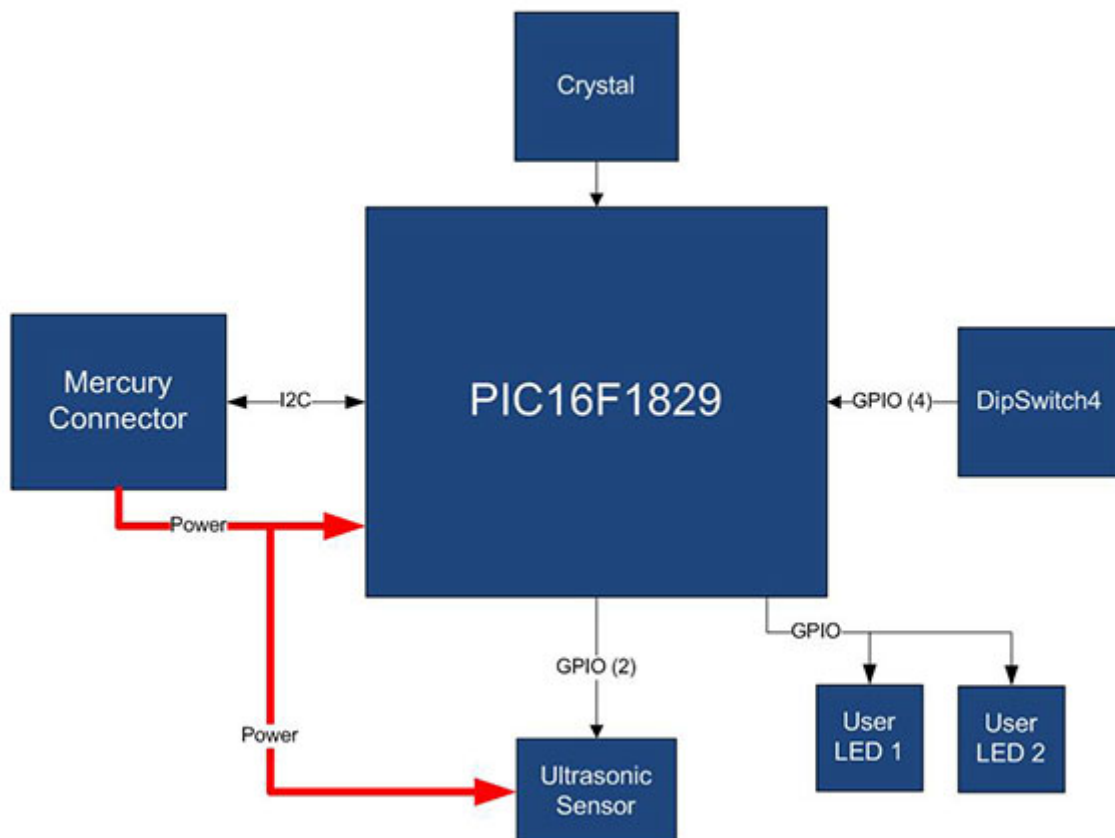 Crystal
PIC16F1829
Mercury
Connector
I2C
GPIO (4)
DipSwitch4
Power
GPIO
GPIO (2)
User
LED 1
User
LED 2
Power
Ultrasonic
Sensor